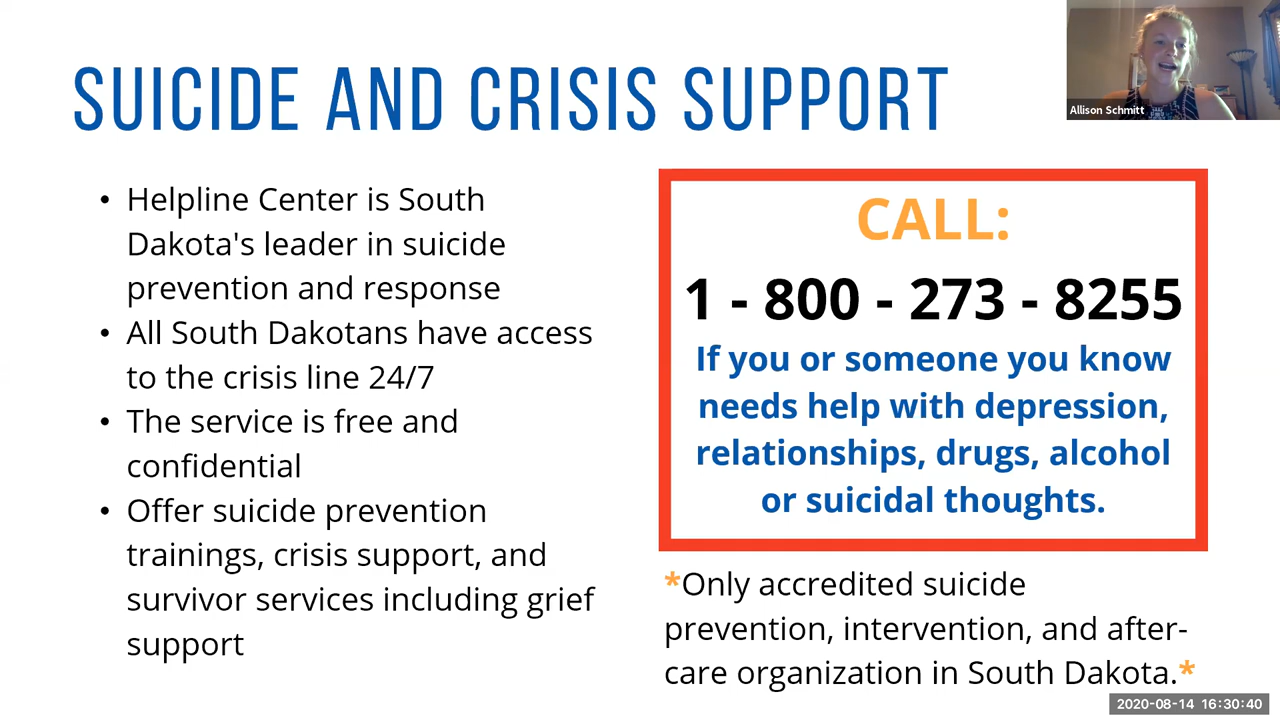 SUICIDE AND CRISIS SUPPORT
Allison Schmitt
• Helpline Center is South
Dakota's leader in suicide
prevention and response
• All South Dakotans have access
to the crisis line 24/7
• The service is free and
confidential
• Offer suicide prevention
trainings, crisis support, and
survivor services including grief
support
CALL:
1 - 800 - 273 - 8255
If you or someone you know
needs help with depression,
relationships, drugs, alcohol
or suicidal thoughts.
*Only accredited suicide
prevention, intervention, and after-
care organization in South Dakota.*
2020-08-14 16:30:40